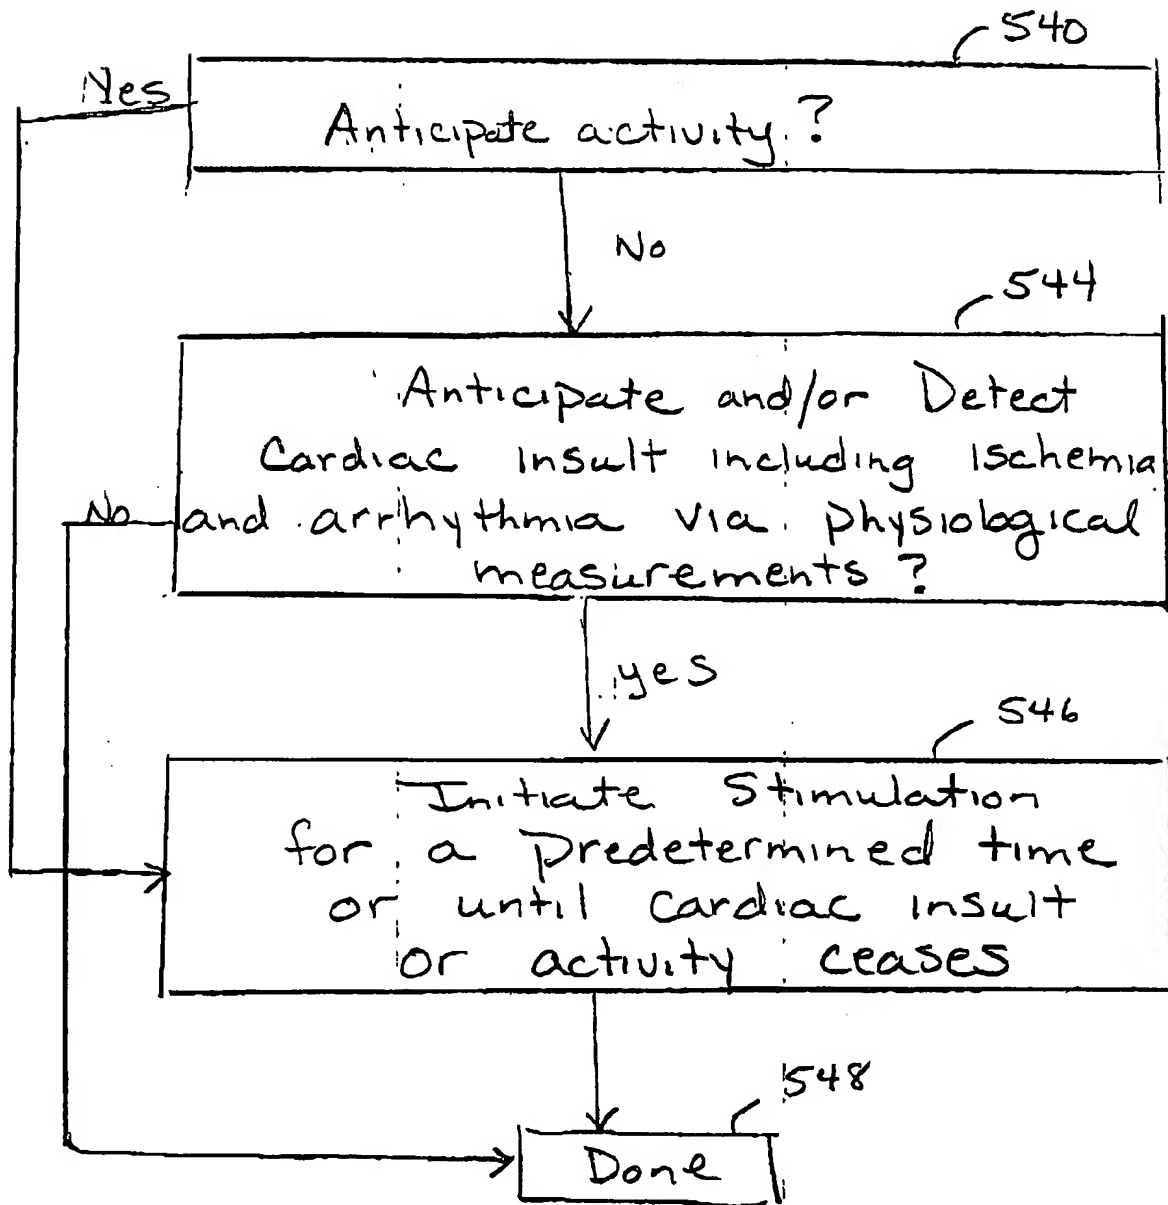 540
Yes
Anticipate activity ?
No
544
Anticipate and/or Detect
Cardiac insult including ischemia
No
and arrhythmia via physiological
measurements ?
yes
546
Initiate Stimulation
for a predetermined time
or until cardiac insult
or activity ceases
548
Done